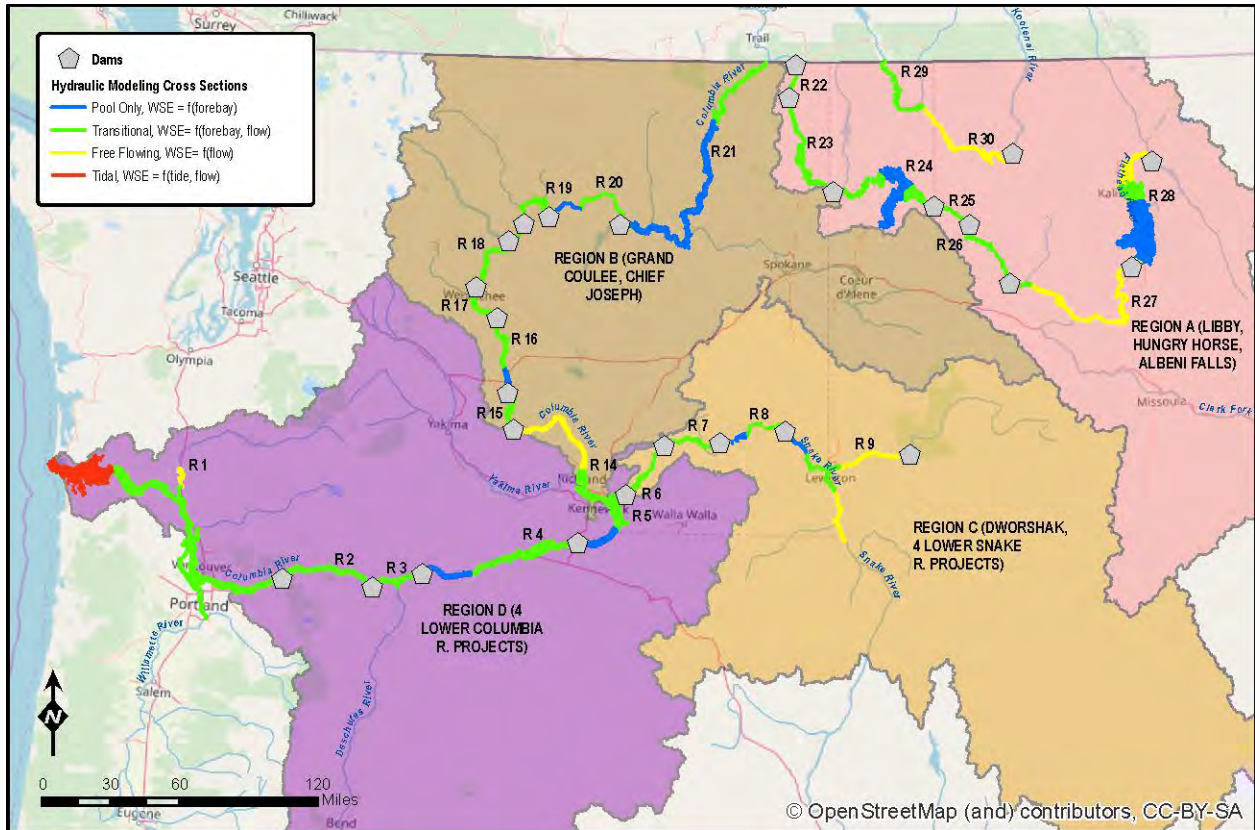 Chilliwack
Surrey
Trail
Kootenai River
Dams
Hydraulic Modeling Cross Sections
Pool Only, WSE = f(forebay)
Transitional, WSE= f(forebay, flow)
Free Flowing, WSE= f(flow)
Tidal, WSE = f(tide, flow)
Columbia River
R 22
R 29
R 30
R 23
R 21
R 24
R 19
R 20
R 25
R 28
R 18
R 26
REGION B (GRAND
COULEE, CHIEF
JOSEPH)
Spokane
Coeur
d'Alene
Seattle
Tacoma
R 17
R 16
R 27
REGION A (LIBBY,
HUNGRY HORSE,
ALBENI FALLS)
Olympia
Missoula
Clark Fork
R 15
Columbia River
Yakima
R 7
R 8
R 9
Snake River
R 1
R 14
Yakima River
R 6
R 5
Walla Walla
R 4
REGION C (DWORSHAK,
4 LOWER SNAKE
R. PROJECTS)
Snake River
Columbia River
R 2
R 3
Portland
REGION D (4
LOWER COLUMBIA
R. PROJECTS)
Willamette River
Salem
Deschutes River
N
0 30 60 120
Miles
Eugene
Bend
© OpenStreetMap (and) contributors, CC-BY-SA